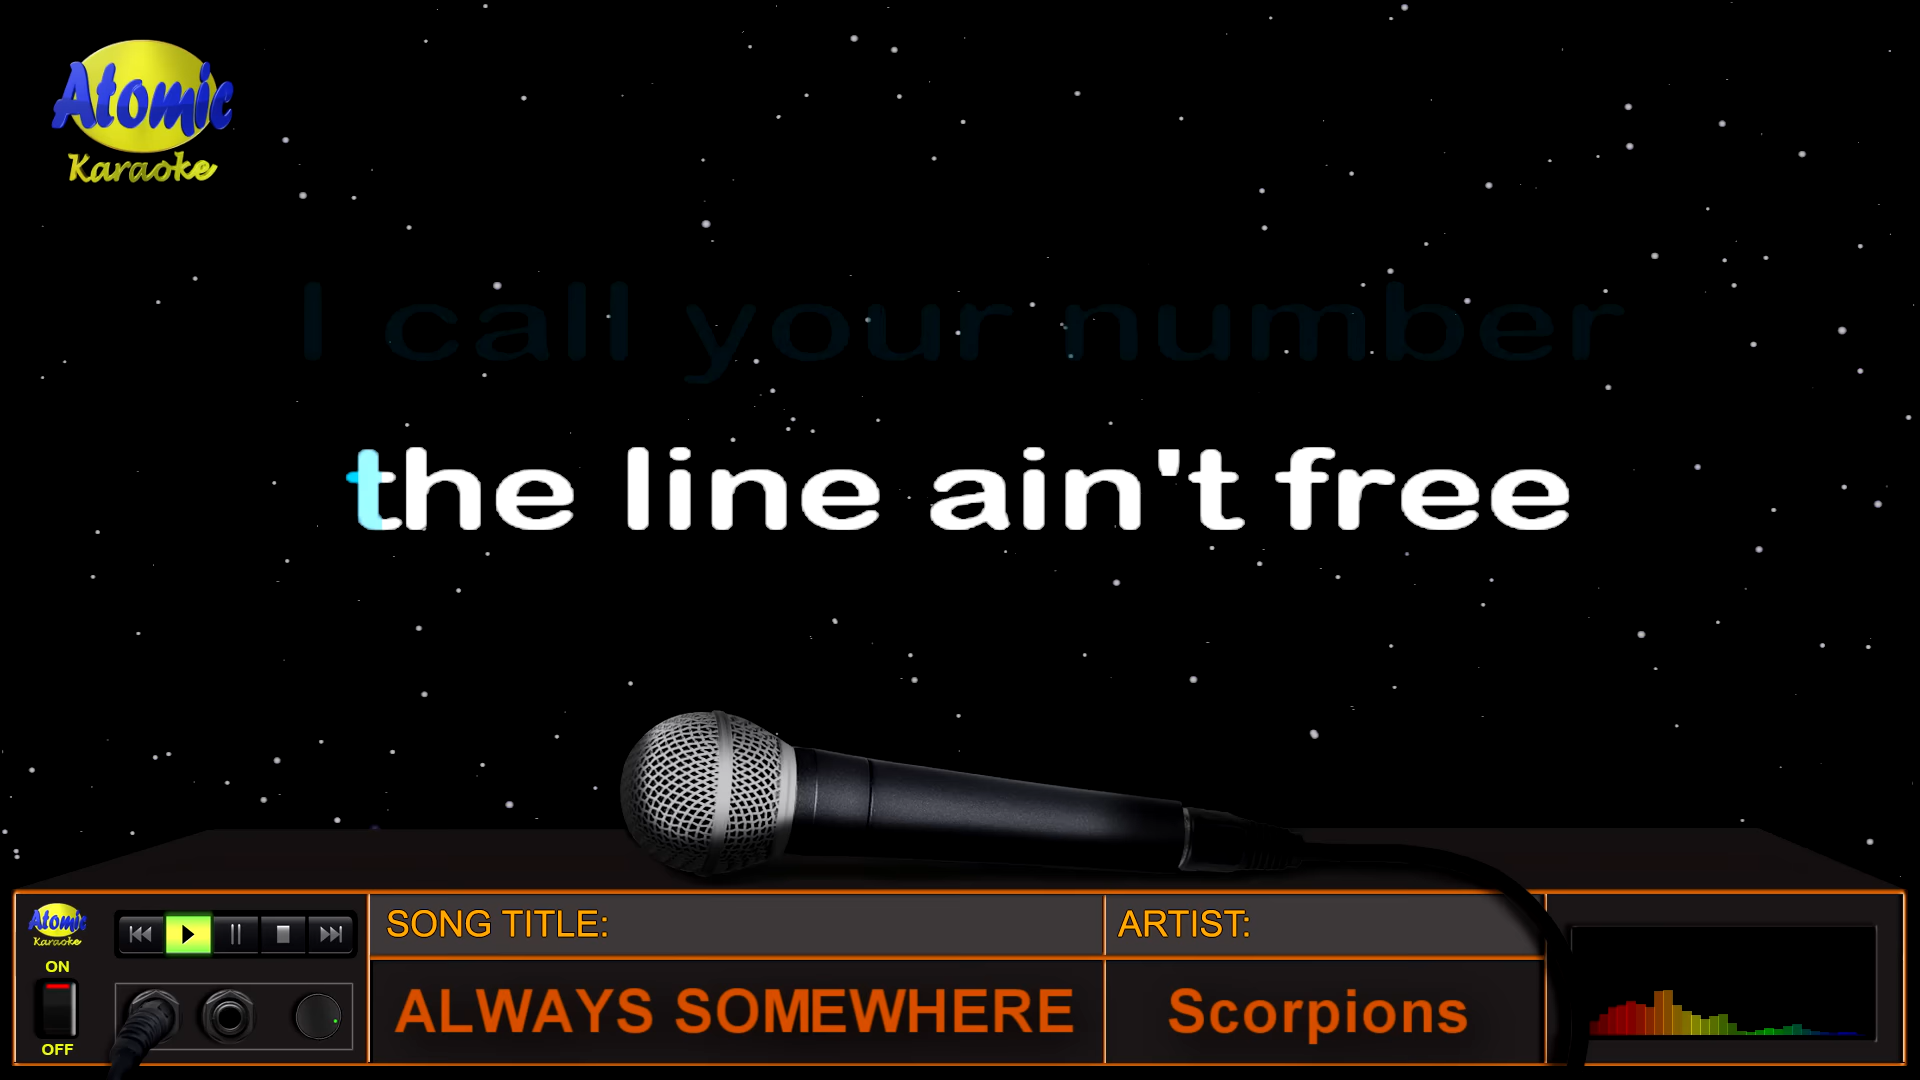 Atomic
Karaoke
I call your number
the line ain't free
Atomic
Karaoke
ON
OFF
SONG TITLE:
ALWAYS SOMEWHERE
ARTIST:
Scorpions